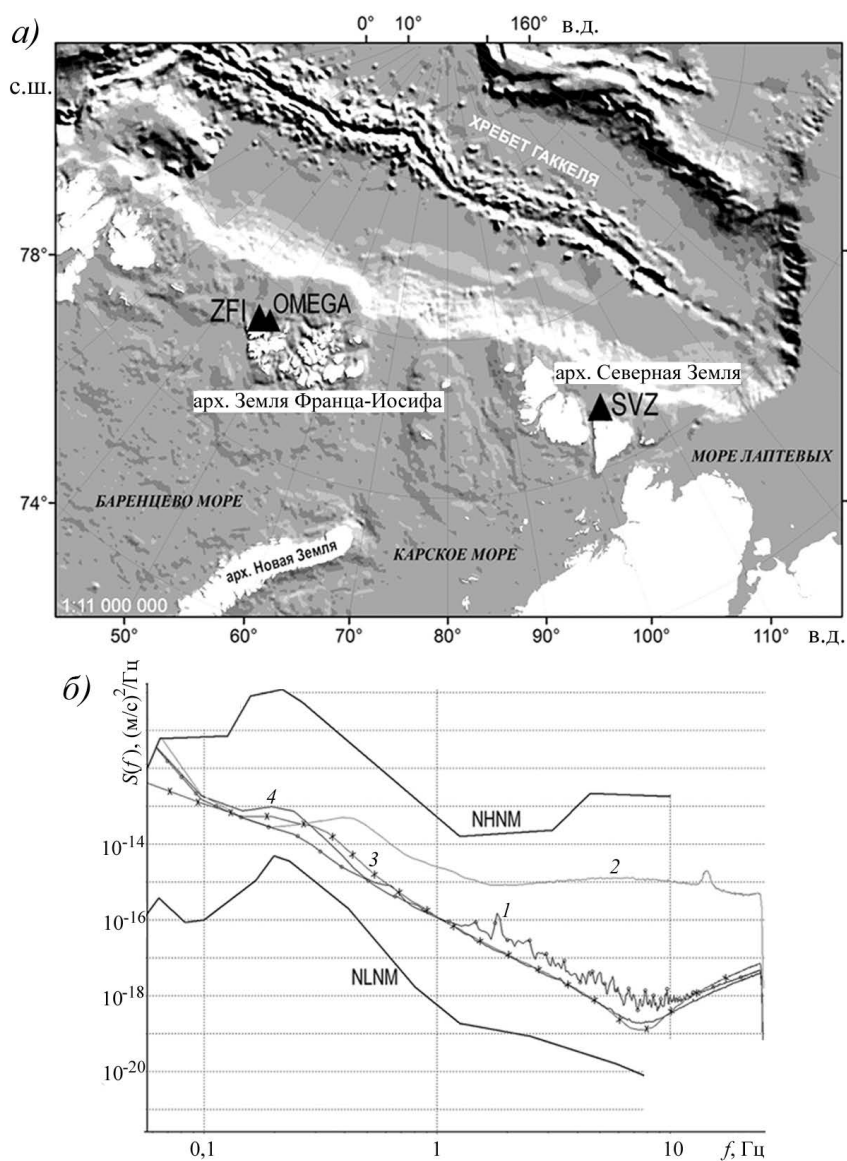 а)
0° 10° 160° в.д.
с.ш.
ХРЕБЕТ ГАККЕЛЯ
78°
ZFI OMEGA
арх. Северная Земля
арх. Земля Франца-Иосифа
SVZ
МОРЕ ЛАПТЕВЫХ
74°
БАРЕНЦЕВО МОРЕ
КАРСКОЕ МОРЕ
арх. Новая Земля
1:11 000 000
50° 60° 70° 80° 90° 100° 110° в.д.
б)
S(f), (м/с)²/Гц
4
NHNM
10⁻¹⁴
3
2
10⁻¹⁶
1
NLNM
10⁻¹⁸
10⁻²⁰
0,1 1 10 f, Гц